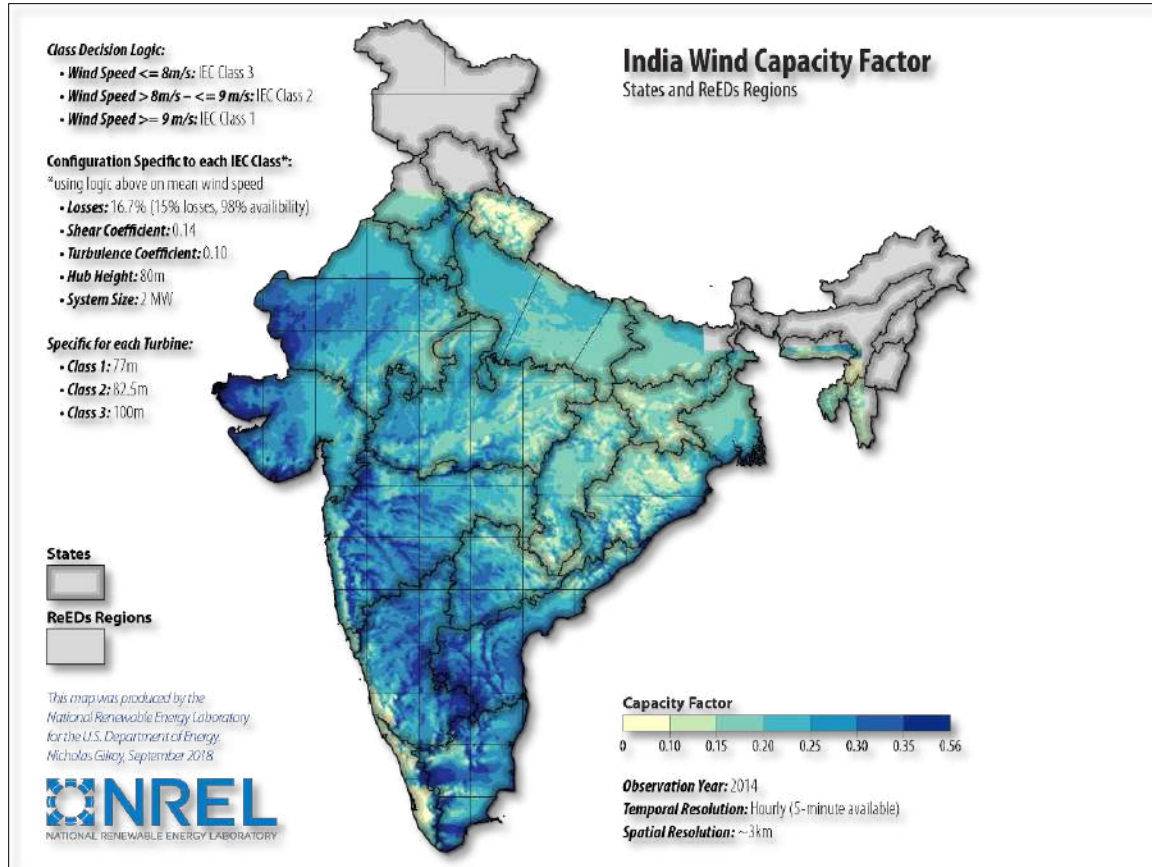 Class Decision Logic:
• Wind Speed <= 8m/s: IEC Class 3
• Wind Speed > 8m/s – <= 9 m/s: IEC Class 2
• Wind Speed >= 9 m/s: IEC Class 1
Configuration Specific to each IEC Class*:
*using logic above on mean wind speed
• Losses: 16.7% (15% losses, 98% availibility)
• Shear Coefficient: 0.14
• Turbulence Coefficient: 0.10
• Hub Height: 80m
• System Size: 2 MW
Specific for each Turbine:
• Class 1: 77m
• Class 2: 82.5m
• Class 3: 100m
India Wind Capacity Factor
States and ReEDs Regions
States
ReEDs Regions
This map was produced by the
National Renewable Energy Laboratory
for the U.S. Department of Energy.
Nicholas Gilroy, September 2018
NREL
NATIONAL RENEWABLE ENERGY LABORATORY
Capacity Factor
0 0.10 0.15 0.20 0.25 0.30 0.35 0.56
Observation Year: 2014
Temporal Resolution: Hourly (5-minute available)
Spatial Resolution: ~3km